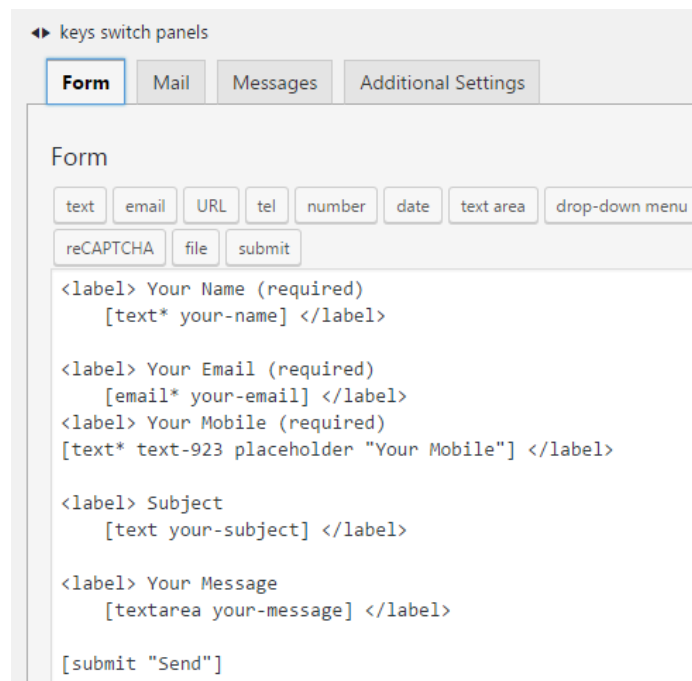 keys switch panels
Form Mail Messages Additional Settings
Form
text email URL tel number date text area drop-down menu
reCAPTCHA file submit
<label> Your Name (required)
    [text* your-name] </label>

<label> Your Email (required)
    [email* your-email] </label>
<label> Your Mobile (required)
[text* text-923 placeholder "Your Mobile"] </label>

<label> Subject
    [text your-subject] </label>

<label> Your Message
    [textarea your-message] </label>

[submit "Send"]